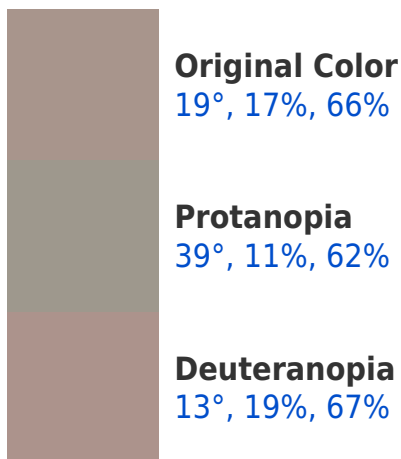 Original Color
19°, 17%, 66%
Protanopia
39°, 11%, 62%
Deuteranopia
13°, 19%, 67%